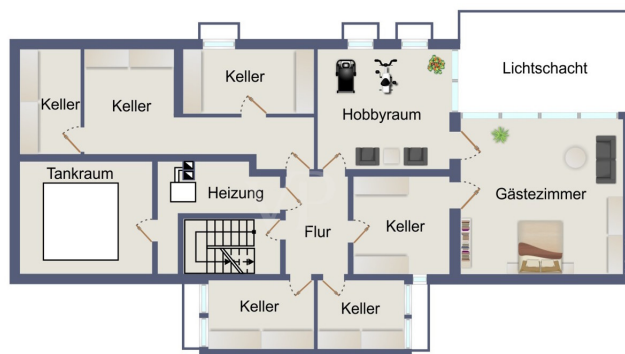 Lichtschacht
Keller
Keller
Keller
Hobbyraum
Tankraum
Heizung
Gästezimmer
Keller
Flur
Keller
Keller